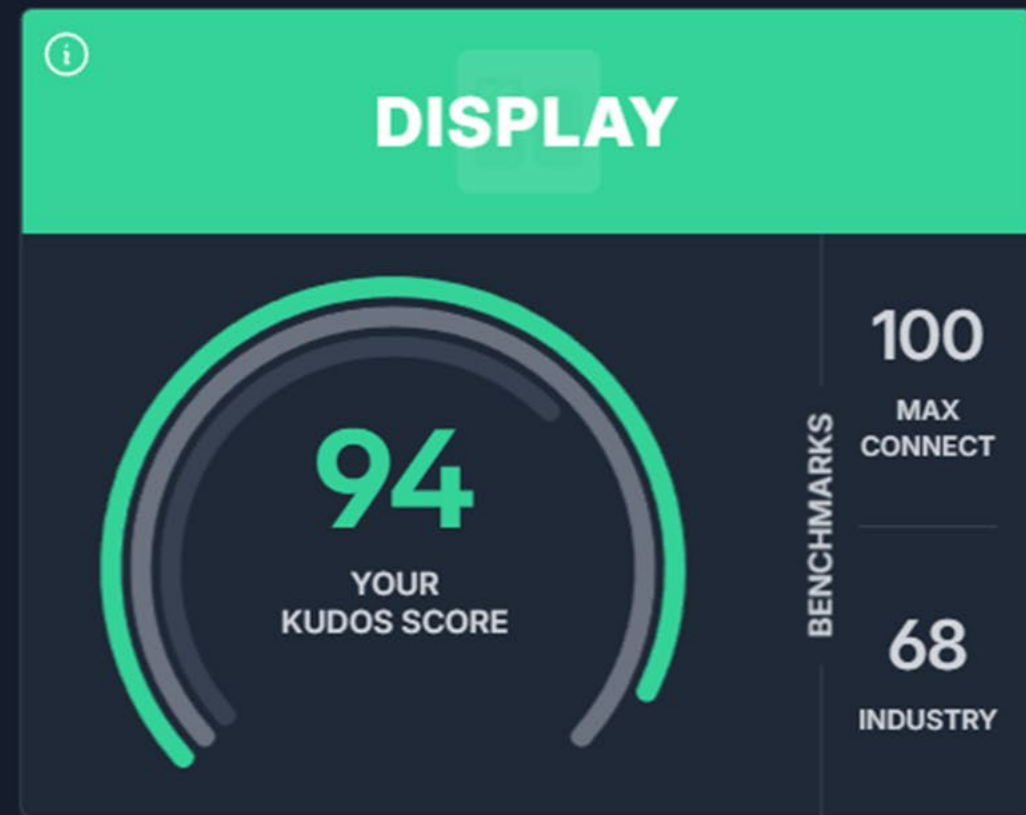 DISPLAY
94
YOUR
KUDOS SCORE
BENCHMARKS
100
MAX
CONNECT
68
INDUSTRY